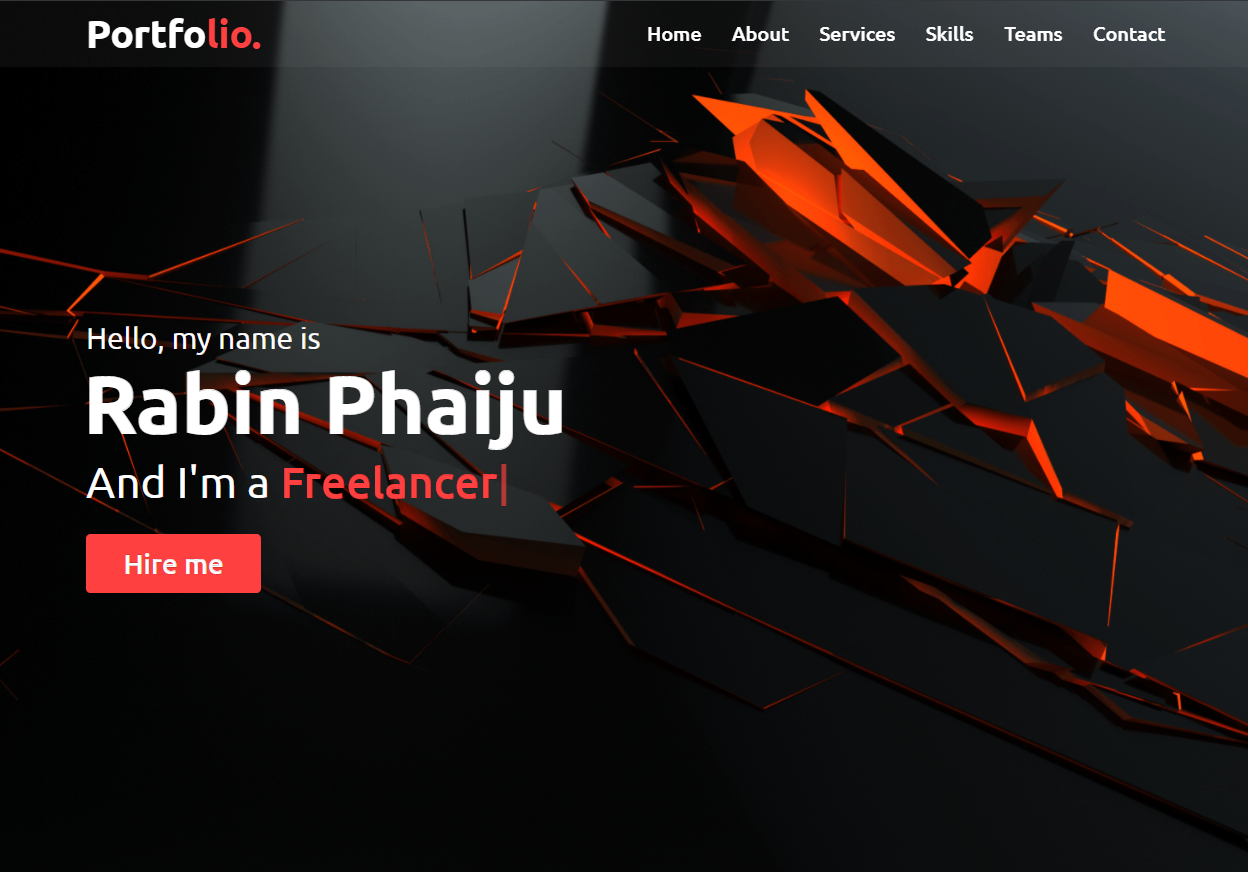 Portfolio.
Home About Services Skills Teams Contact
Hello, my name is
Rabin Phaiju
And I'm a Freelancer|
Hire me